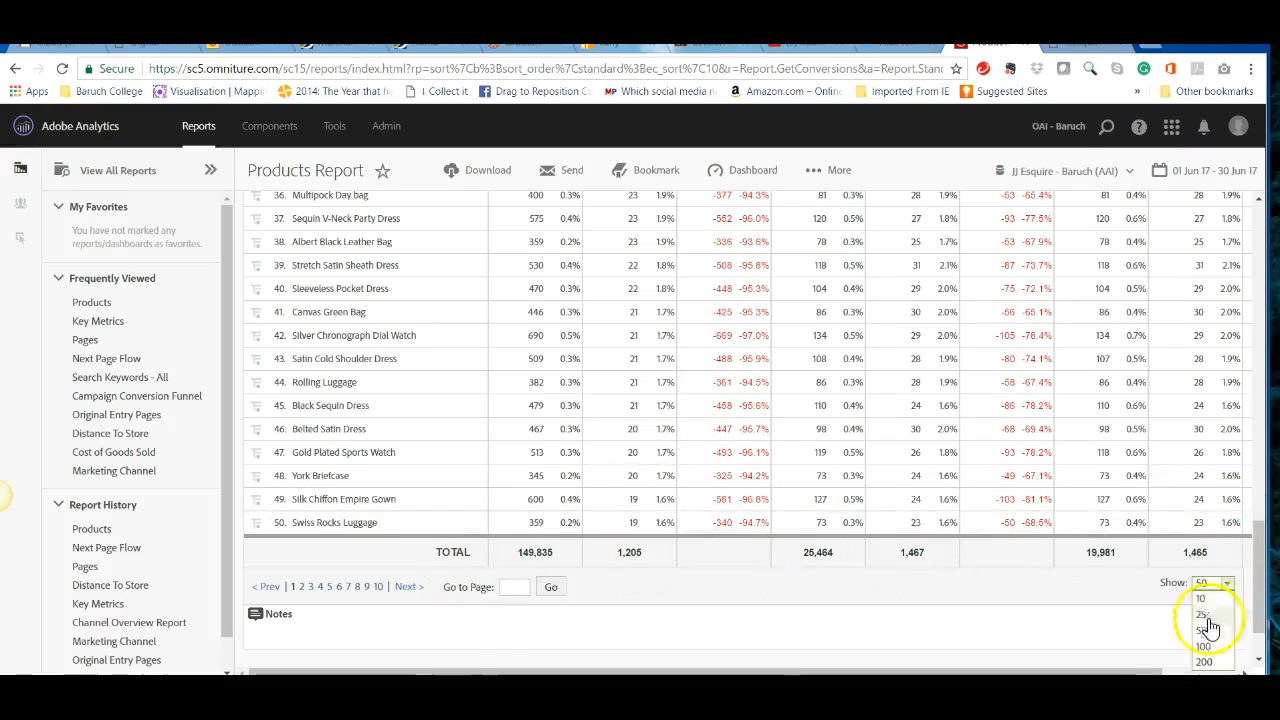 Secure https://sc5.omniture.com/sc15/reports/index.html?rp=sort%7Cb%3Bsort_order%7Cstandard%3Bec_sort%7C10&r=Report.GetConversions&a=Report.Stand
Apps Baruch College Visualisation | Mappin 2014: The Year that ha I Collect it Drag to Reposition Co Which social media ne Amazon.com – Online Imported From IE Suggested Sites » Other bookmarks
Adobe Analytics Reports Components Tools Admin OAI - Baruch
View All Reports Products Report Download Send Bookmark Dashboard More JJ Esquire - Baruch (AAI) 01 Jun 17 - 30 Jun 17
My Favorites
You have not marked any
reports/dashboards as favorites.
Frequently Viewed
Products
Key Metrics
Pages
Next Page Flow
Search Keywords - All
Campaign Conversion Funnel
Original Entry Pages
Distance To Store
Cost of Goods Sold
Marketing Channel
Report History
Products
Next Page Flow
Pages
Distance To Store
Key Metrics
Channel Overview Report
Marketing Channel
Original Entry Pages
36. Multipock Day bag 400 0.3% 23 1.9% -377 -94.3% 81 0.3% 28 1.9% -53 -65.4% 81 0.4% 28 1.9%
37. Sequin V-Neck Party Dress 575 0.4% 23 1.9% -552 -96.0% 120 0.5% 27 1.8% -93 -77.5% 120 0.6% 27 1.8%
38. Albert Black Leather Bag 359 0.2% 23 1.9% -336 -93.6% 78 0.3% 25 1.7% -53 -67.9% 78 0.4% 25 1.7%
39. Stretch Satin Sheath Dress 530 0.4% 22 1.8% -508 -95.8% 118 0.5% 31 2.1% -87 -73.7% 118 0.6% 31 2.1%
40. Sleeveless Pocket Dress 470 0.3% 22 1.8% -448 -95.3% 104 0.4% 29 2.0% -75 -72.1% 104 0.5% 29 2.0%
41. Canvas Green Bag 446 0.3% 21 1.7% -425 -95.3% 86 0.3% 30 2.0% -56 -65.1% 86 0.4% 30 2.0%
42. Silver Chronograph Dial Watch 690 0.5% 21 1.7% -669 -97.0% 134 0.5% 29 2.0% -105 -78.4% 134 0.7% 29 2.0%
43. Satin Cold Shoulder Dress 509 0.3% 21 1.7% -488 -95.9% 108 0.4% 28 1.9% -80 -74.1% 107 0.5% 28 1.9%
44. Rolling Luggage 382 0.3% 21 1.7% -361 -94.5% 86 0.3% 28 1.9% -58 -67.4% 86 0.4% 28 1.9%
45. Black Sequin Dress 479 0.3% 21 1.7% -458 -95.6% 110 0.4% 24 1.6% -86 -78.2% 110 0.6% 24 1.6%
46. Belted Satin Dress 467 0.3% 20 1.7% -447 -95.7% 98 0.4% 30 2.0% -68 -69.4% 98 0.5% 30 2.0%
47. Gold Plated Sports Watch 513 0.3% 20 1.7% -493 -96.1% 119 0.5% 26 1.8% -93 -78.2% 119 0.6% 26 1.8%
48. York Briefcase 345 0.2% 20 1.7% -325 -94.2% 73 0.3% 24 1.6% -49 -67.1% 73 0.4% 24 1.6%
49. Silk Chiffon Empire Gown 600 0.4% 19 1.6% -581 -96.8% 127 0.5% 24 1.6% -103 -81.1% 127 0.6% 24 1.6%
50. Swiss Rocks Luggage 359 0.2% 19 1.6% -340 -94.7% 73 0.3% 23 1.6% -50 -68.5% 73 0.4% 23 1.6%
TOTAL 149,835 1,205 25,464 1,467 19,981 1,465
< Prev | 1 2 3 4 5 6 7 8 9 10 | Next > Go to Page: Go Show: 50
10
25
50
100
200
Notes